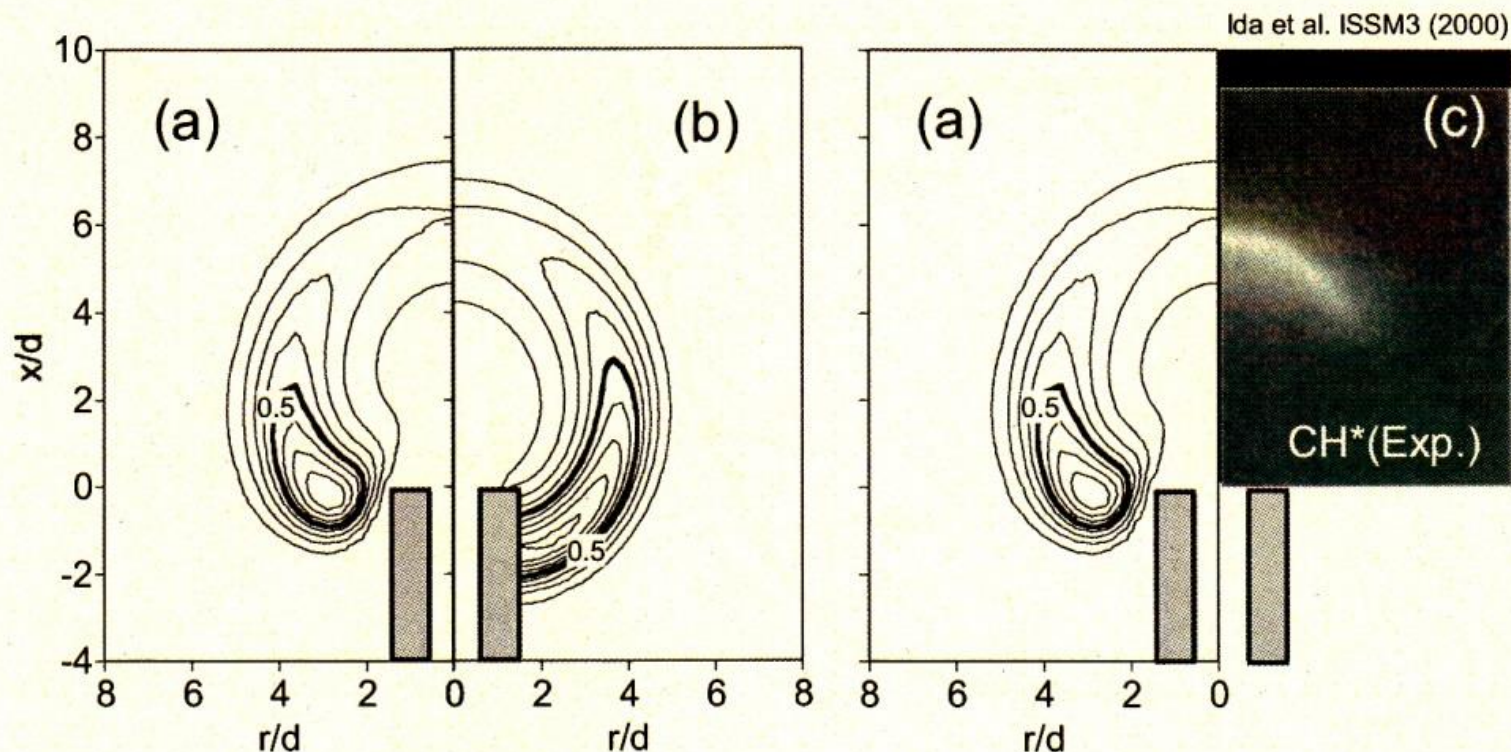 Ida et al. ISSM3 (2000)
10
8
6
4
2
0
-2
-4
x/d
(a)
(b)
(a)
(c)
0.5
0.5
0.5
CH*(Exp.)
8 6 4 2 0 2 4 6 8
8 6 4 2 0
r/d
r/d
r/d